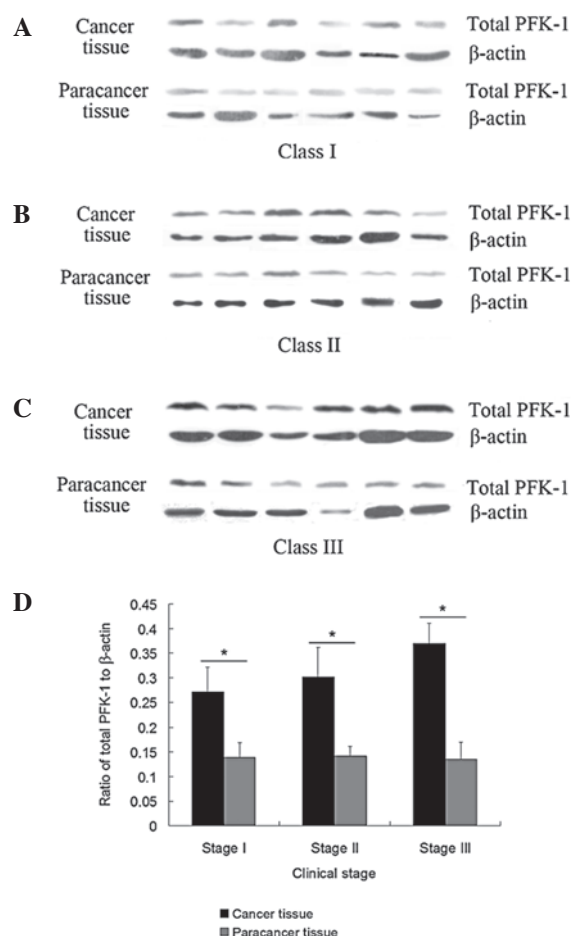 A
Cancer tissue
Total PFK-1
β-actin
Paracancer tissue
Total PFK-1
β-actin
Class I
B
Cancer tissue
Total PFK-1
β-actin
Paracancer tissue
Total PFK-1
β-actin
Class II
C
Cancer tissue
Total PFK-1
β-actin
Paracancer tissue
Total PFK-1
β-actin
Class III
D
Ratio of total PFK-1 to β-actin
0.45
0.4
0.35
0.3
0.25
0.2
0.15
0.1
0.05
0
*
*
*
Stage I
Stage II
Stage III
Clinical stage
Cancer tissue
Paracancer tissue